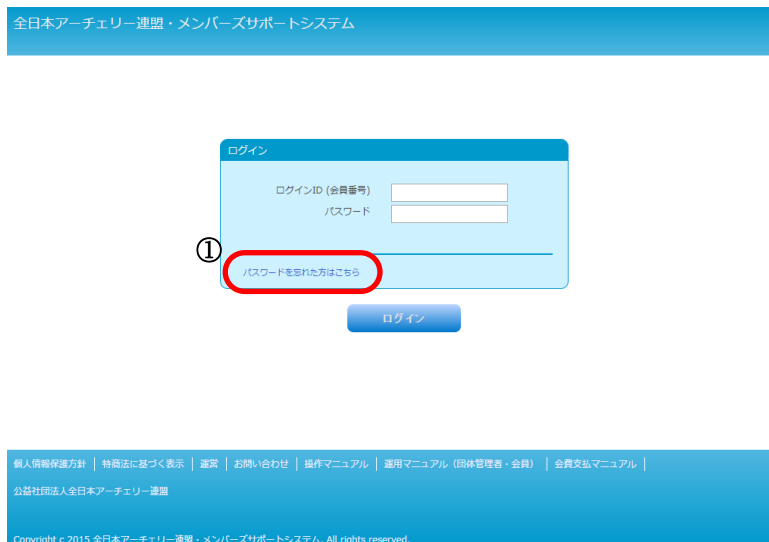 全日本アーチェリー連盟・メンバーズサポートシステム
ログイン
ログインID (会員番号)
パスワード
①
パスワードを忘れた方はこちら
ログイン
個人情報保護方針 | 特商法に基づく表示 | 運営 | お問い合わせ | 操作マニュアル | 運用マニュアル（団体管理者・会員） | 会費支払マニュアル |
公益社団法人全日本アーチェリー連盟
Copyright c 2015 全日本アーチェリー連盟・メンバーズサポートシステム. All rights reserved.